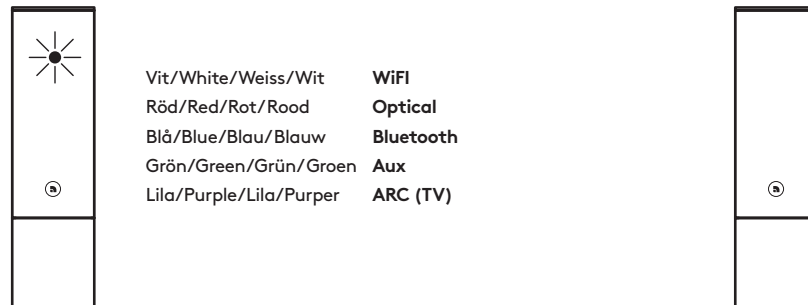 Vit/White/Weiss/Wit WiFI
Röd/Red/Rot/Rood Optical
Blå/Blue/Blau/Blauw Bluetooth
Grön/Green/Grün/Groen Aux
Lila/Purple/Lila/Purper ARC (TV)